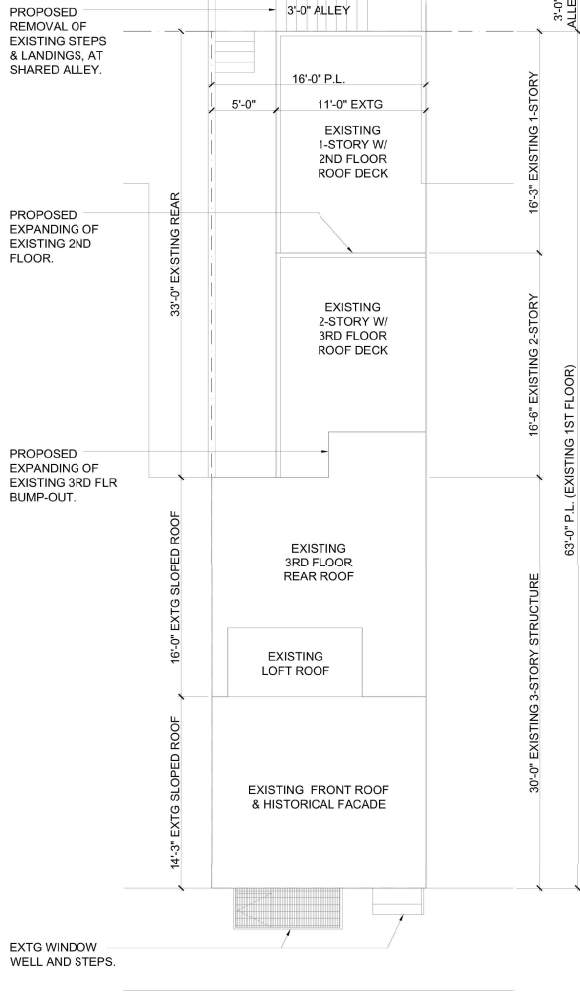 PROPOSED
REMOVAL OF
EXISTING STEPS
& LANDINGS, AT
SHARED ALLEY.
3'-0" ALLEY
3'-0"
ALLE
16'-0' P.L.
5'-0"
11'-0" EXTG
EXISTING
1-STORY W/
2ND FLOOR
ROOF DECK
16'-3" EXISTING 1-STORY
PROPOSED
EXPANDING OF
EXISTING 2ND
FLOOR.
33'-0" EXISTING REAR
EXISTING
2-STORY W/
3RD FLOOR
ROOF DECK
16'-6" EXISTING 2-STORY
63'-0" P.L. (EXISTING 1ST FLOOR)
PROPOSED
EXPANDING OF
EXISTING 3RD FLR
BUMP-OUT.
EXISTING
3RD FLOOR
REAR ROOF
16'-0" EXTG SLOPED ROOF
EXISTING
LOFT ROOF
30'-0" EXISTING 3-STORY STRUCTURE
14'-3" EXTG SLOPED ROOF
EXISTING FRONT ROOF
& HISTORICAL FACADE
EXTG WINDOW
WELL AND STEPS.